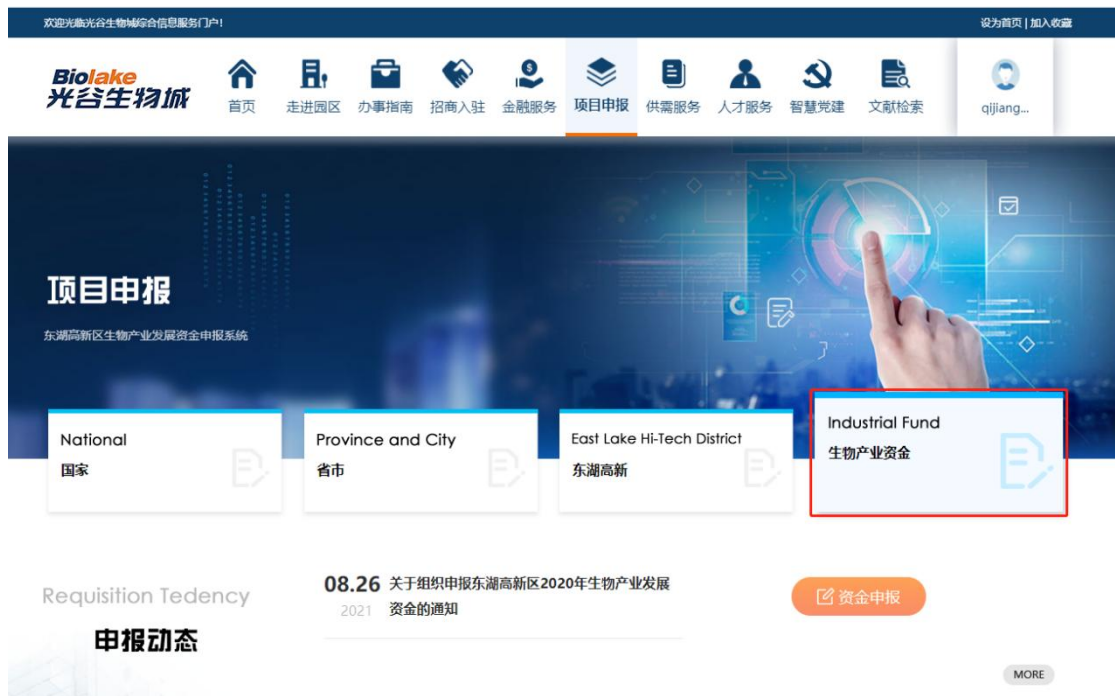 欢迎光临光谷生物城综合信息服务门户!
设为首页 | 加入收藏
Biolake
光谷生物城
首页
走进园区
办事指南
招商入驻
金融服务
项目申报
供需服务
人才服务
智慧党建
文献检索
qijiang...
项目申报
东湖高新区生物产业发展资金申报系统
National
国家
Province and City
省市
East Lake Hi-Tech District
东湖高新
Industrial Fund
生物产业资金
Requisition Tedency
申报动态
08.26
2021
关于组织申报东湖高新区2020年生物产业发展
资金的通知
资金申报
MORE